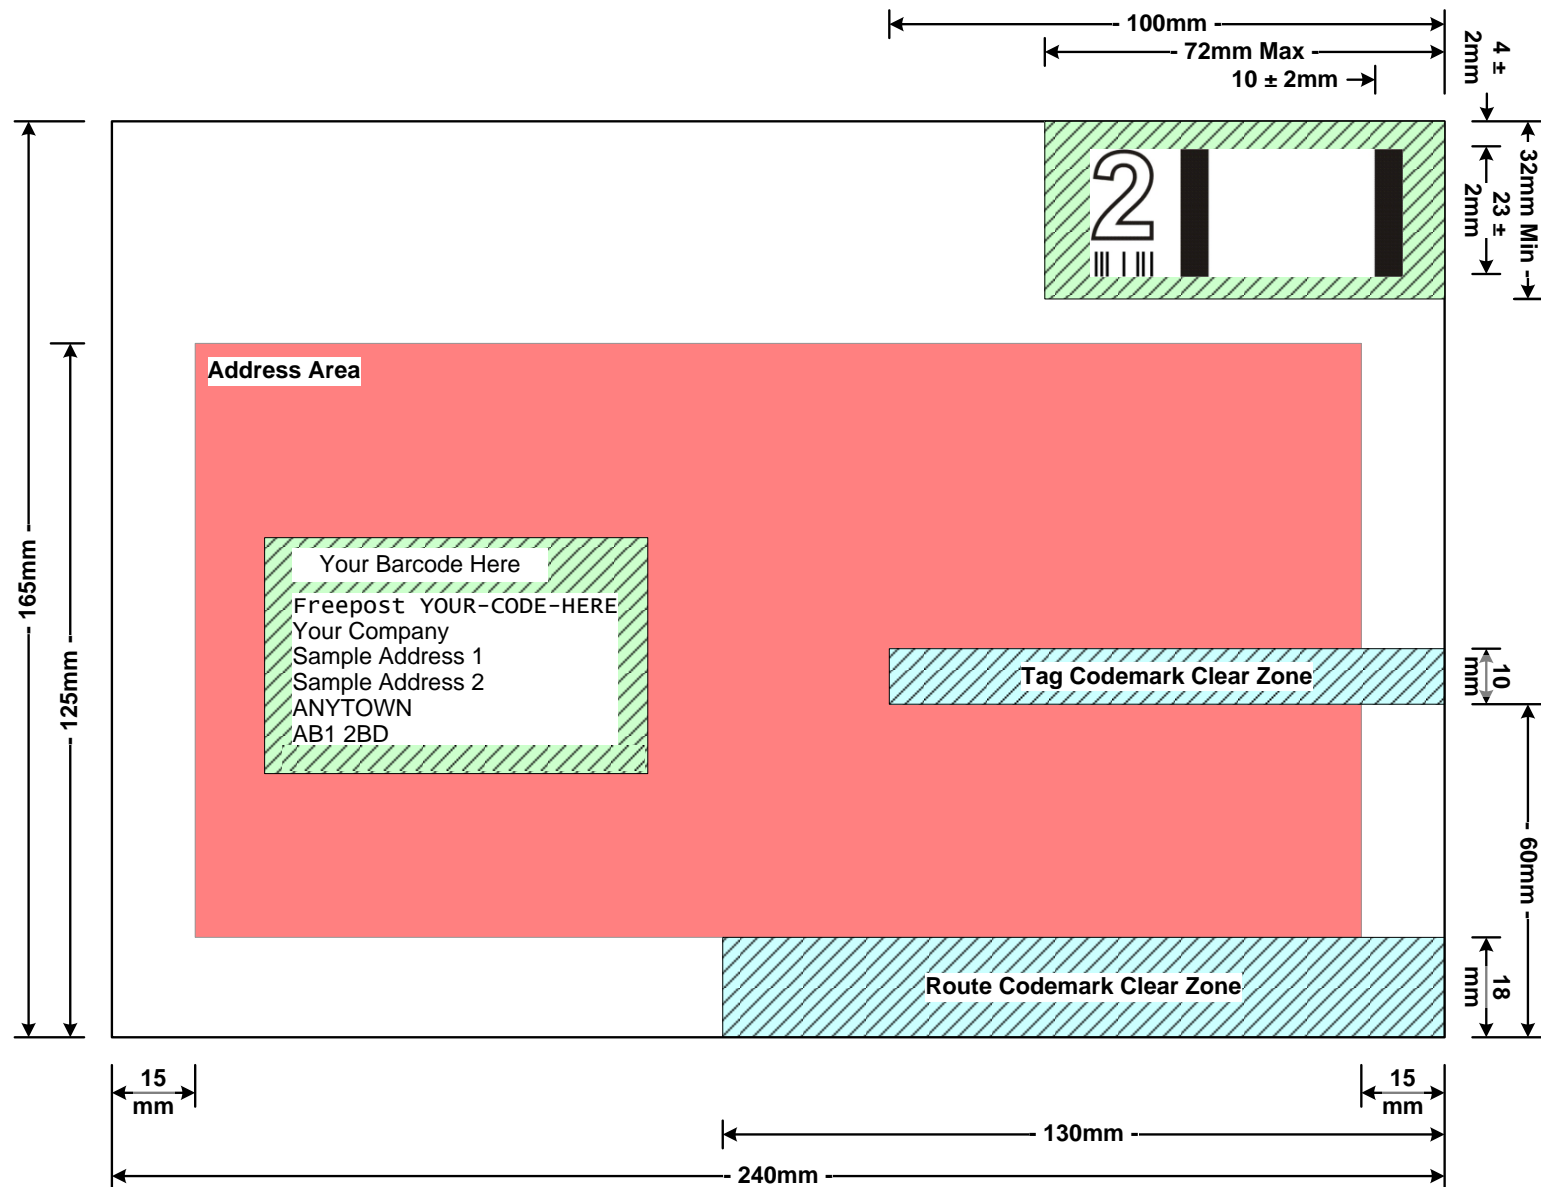 - 100mm -
- 72mm Max -
10 ± 2mm
4 ±
2mm
2
32mm Min -
23 ±
2mm
Address Area
- 165mm -
- 125mm -
Your Barcode Here
Freepost YOUR-CODE-HERE
Your Company
Sample Address 1
Sample Address 2
ANYTOWN
AB1 2BD
Tag Codemark Clear Zone
10
mm
- 60mm -
Route Codemark Clear Zone
18
mm
15
mm
15
mm
- 130mm -
- 240mm -